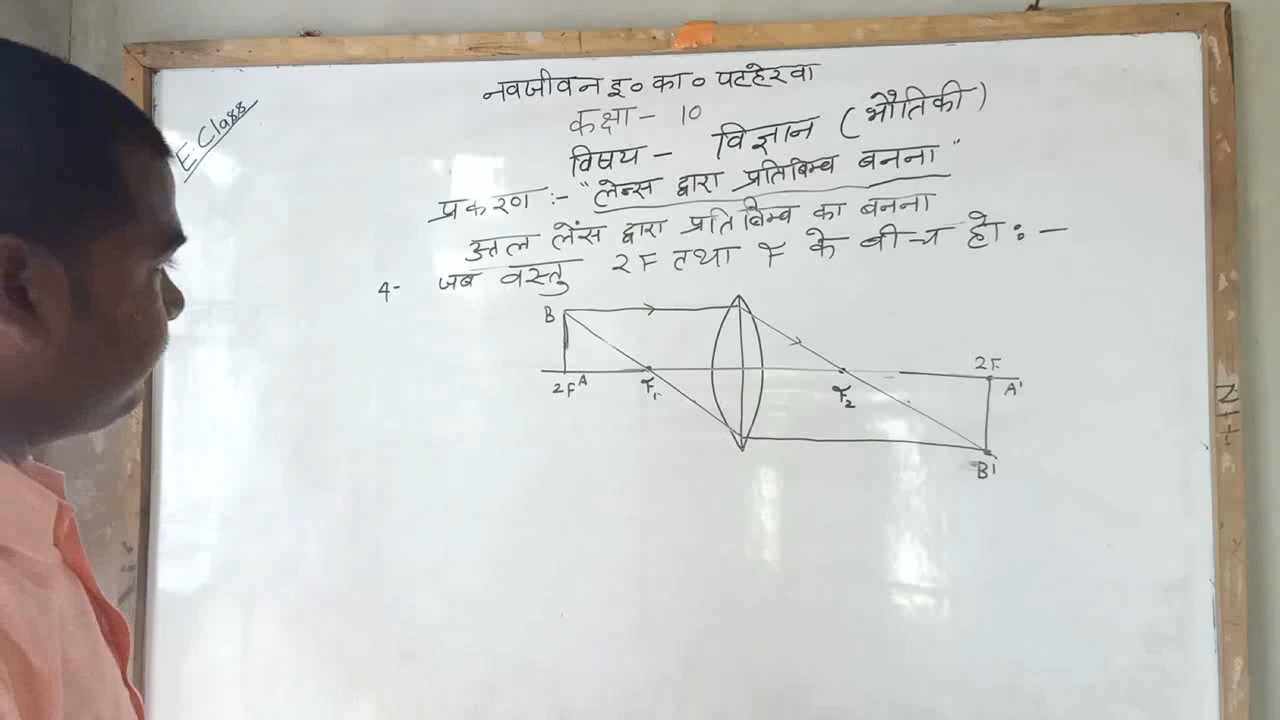 E. Class
नवजीवन इ० का० पटहेरवा
कक्षा - 10
विषय - विज्ञान (भौतिकी)
प्रकरण :- "लेन्स द्वारा प्रतिबिम्ब बनना"
उत्तल लेंस द्वारा प्रतिबिम्ब का बनना
4- जब वस्तु 2F तथा F के बीच हो :-
B
2F A F₁ F₂ 2F A'
B'